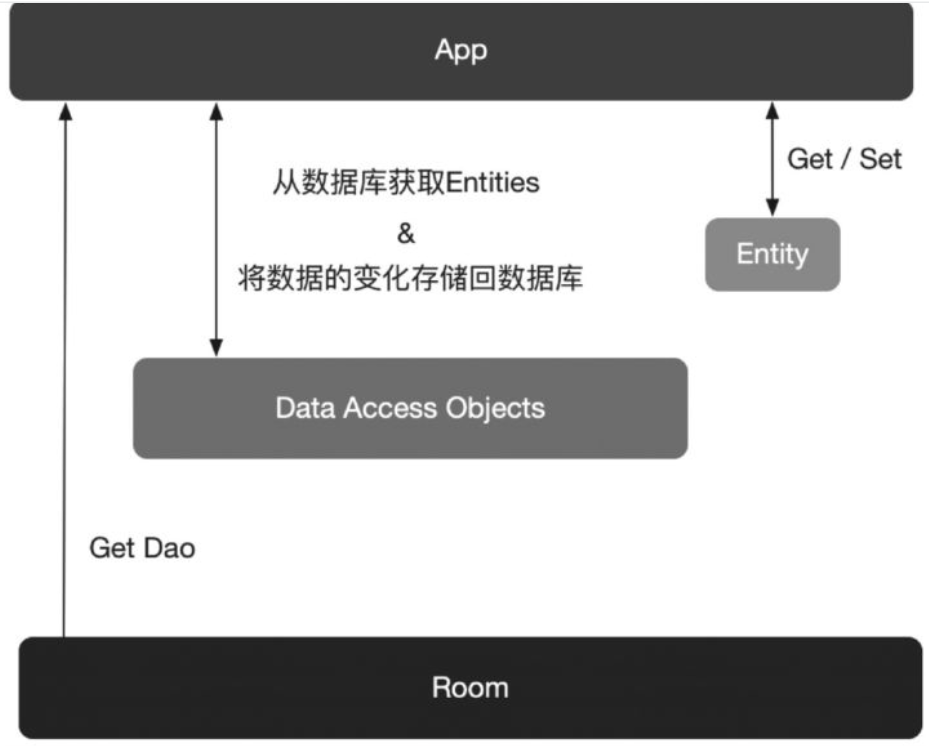 App
Get / Set
从数据库获取Entities
&
将数据的变化存储回数据库
Entity
Data Access Objects
Get Dao
Room